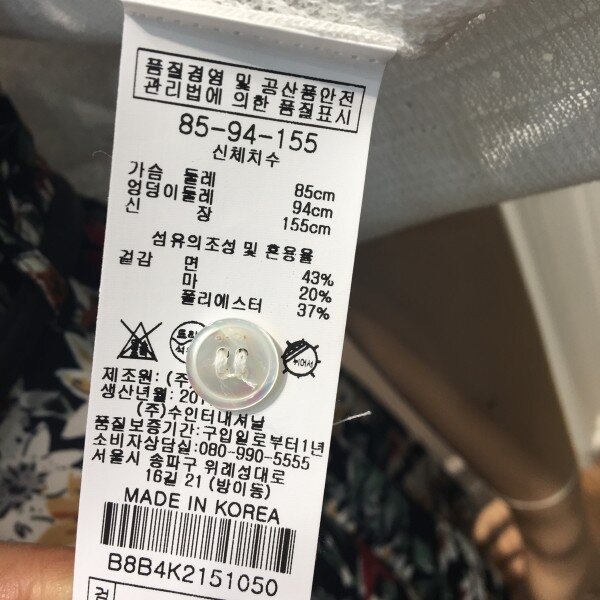 품질경영 및 공산품안전
관리법에 의한 품질표시
85-94-155
신체치수
가슴 둘레 85cm
엉덩이둘레 94cm
신 장 155cm
섬유의조성 및 혼용율
겉감 면 43%
마 20%
폴리에스터 37%
제조원: (주)
생산년월: 20
(주)수인터내셔날
품질보증기간:구입일로부터1년
소비자상담실:080-990-5555
서울시 송파구 위례성대로
16길 21 (방이동)
MADE IN KOREA
B8B4K2151050
검